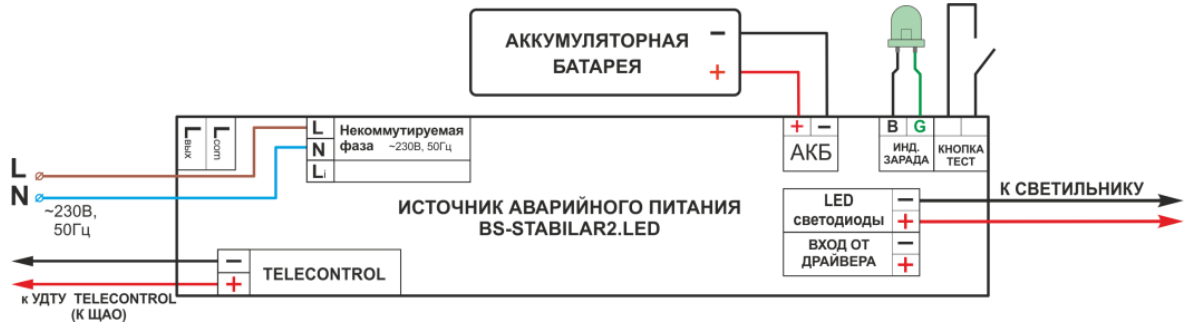 АККУМУЛЯТОРНАЯ
БАТАРЕЯ
−
+
Lвых
Lcom
L
N
Li
Некоммутируемая
фаза ~230В, 50Гц
+ −
АКБ
B G
ИНД.
ЗАРАДА
КНОПКА
ТЕСТ
L
N
~230В,
50Гц
ИСТОЧНИК АВАРИЙНОГО ПИТАНИЯ
BS-STABILAR2.LED
LED
светодиоды
−
+
ВХОД ОТ
ДРАЙВЕРА
−
+
К СВЕТИЛЬНИКУ
−
+
TELECONTROL
к УДТУ TELECONTROL
(К ЩАО)